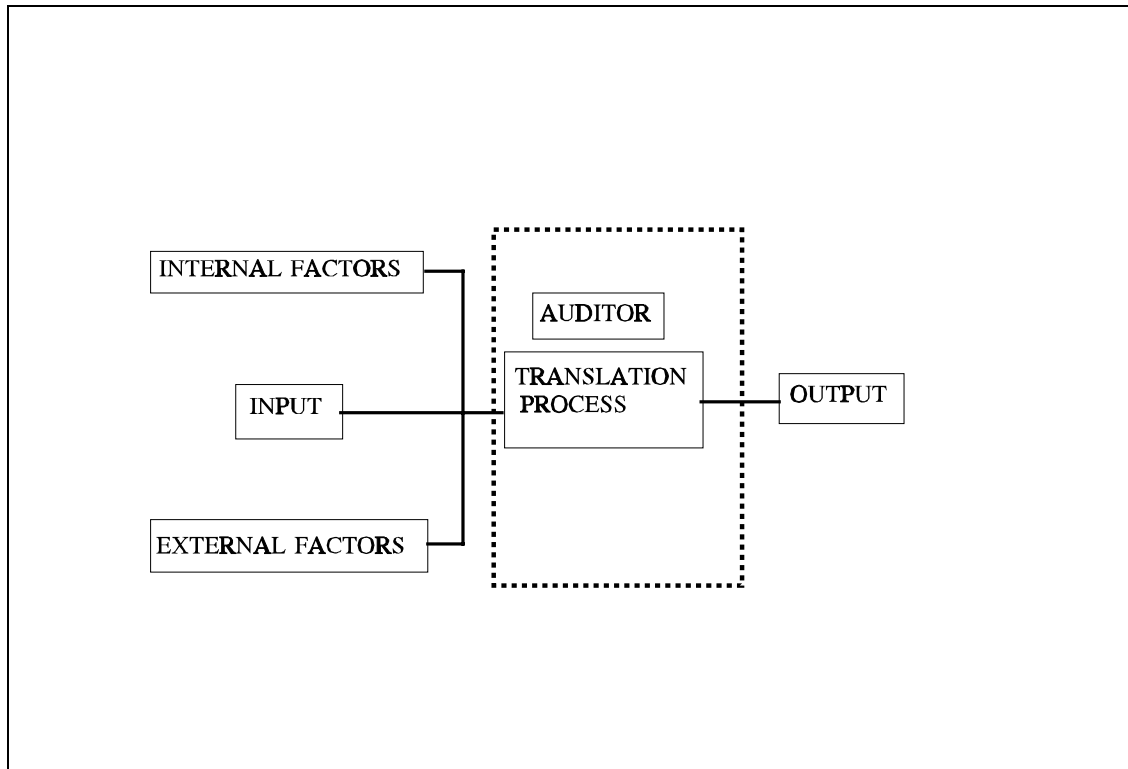 INTERNAL FACTORS
AUDITOR
TRANSLATION
PROCESS
INPUT
OUTPUT
EXTERNAL FACTORS